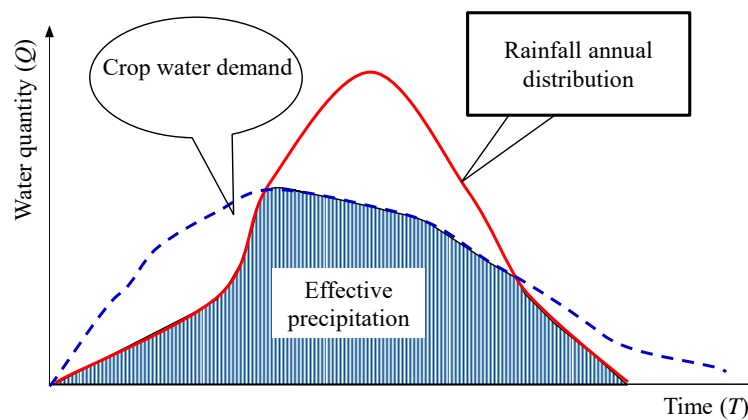 Crop water demand
Rainfall annual
distribution
Water quantity (Q)
Effective
precipitation
Time (T)